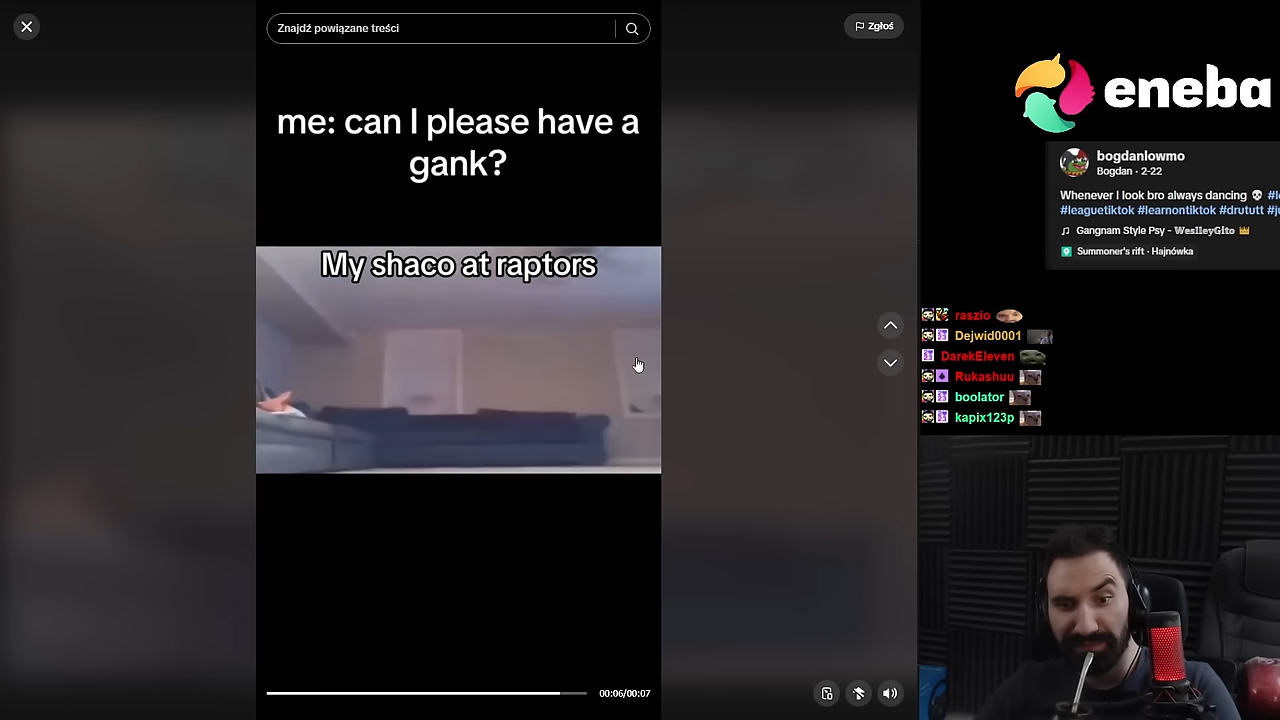 Znajdź powiązane treści
Zgłoś
me: can I please have a
gank?
My shaco at raptors
00:06/00:07
eneba
bogdanlowmo
Bogdan · 2-22
Whenever I look bro always dancing 💀
#leaguetiktok #learnontiktok #drututt
Gangnam Style Psy - WeslleyGito 👑
Summoner's rift · Hajnówka
raszio
Dejwid0001
DarekEleven
Rukashuu
boolator
kapix123p